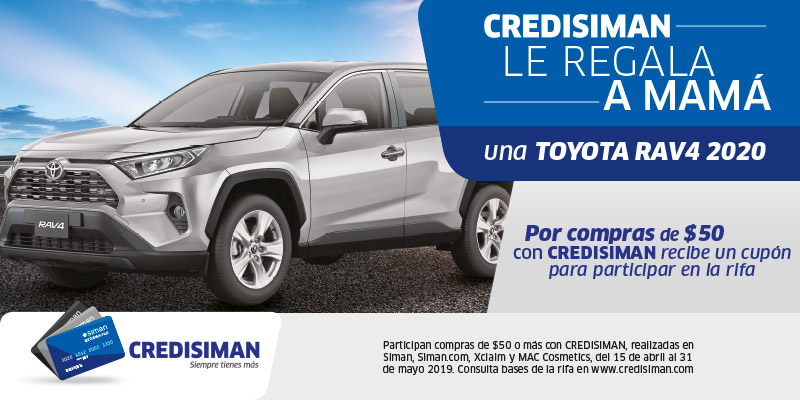 CREDISIMAN
LE REGALA
A MAMÁ
una TOYOTA RAV4 2020
Por compras de $50
con CREDISIMAN recibe un cupón
para participar en la rifa
RAV4
siman
CREDISIMAN
Siempre tienes más
Participan compras de $50 o más con CREDISIMAN, realizadas en
Siman, Siman.com, Xclaim y MAC Cosmetics, del 15 de abril al 31
de mayo 2019. Consulta bases de la rifa en www.credisiman.com